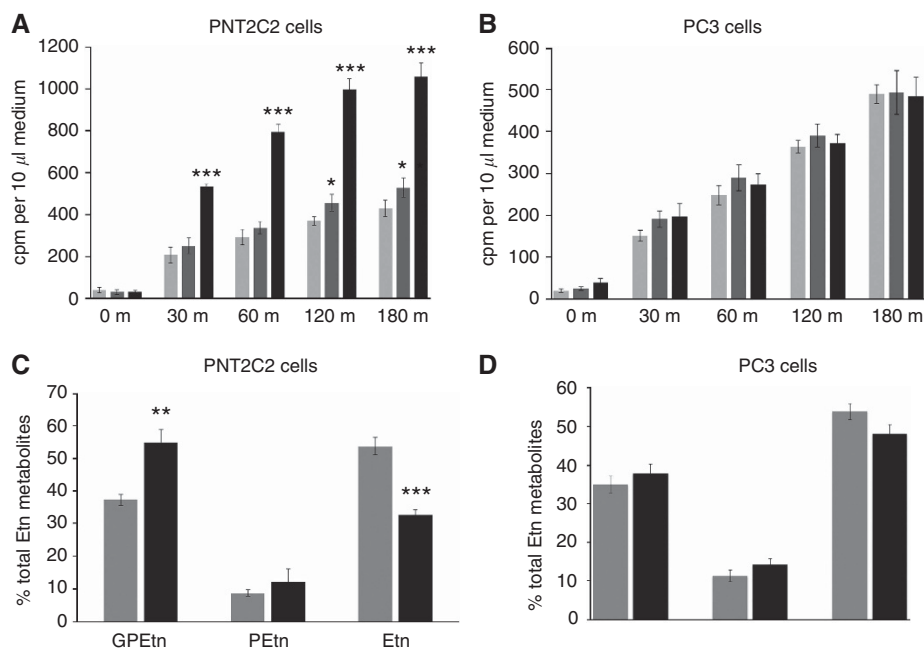 A
PNT2C2 cells
cpm per 10 µl medium
1200
1000
800
600
400
200
0
***
***
***
*
***
*
0 m 30 m 60 m 120 m 180 m
B
PC3 cells
cpm per 10 µl medium
600
500
400
300
200
100
0
0 m 30 m 60 m 120 m 180 m
C
PNT2C2 cells
% total Etn metabolites
70
60
50
40
30
20
10
0
**
***
GPEtn PEtn Etn
D
PC3 cells
% total Etn metabolites
60
50
40
30
20
10
0